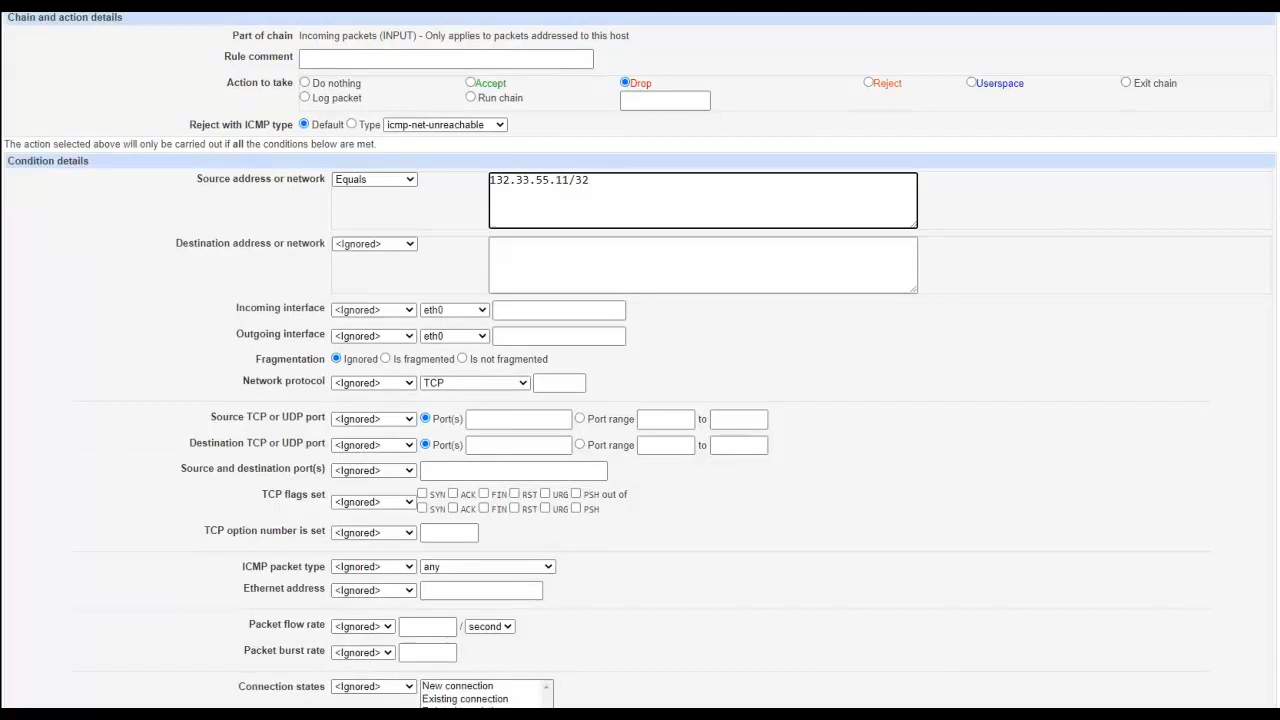 Chain and action details
Part of chain Incoming packets (INPUT) - Only applies to packets addressed to this host
Rule comment
Action to take Do nothing Accept Drop Reject Userspace Exit chain
Log packet Run chain
Reject with ICMP type Default Type icmp-net-unreachable
The action selected above will only be carried out if all the conditions below are met.
Condition details
Source address or network Equals 132.33.55.11/32
Destination address or network <Ignored>
Incoming interface <Ignored> eth0
Outgoing interface <Ignored> eth0
Fragmentation Ignored Is fragmented Is not fragmented
Network protocol <Ignored> TCP
Source TCP or UDP port <Ignored> Port(s) Port range to
Destination TCP or UDP port <Ignored> Port(s) Port range to
Source and destination port(s) <Ignored>
TCP flags set <Ignored> SYN ACK FIN RST URG PSH out of
SYN ACK FIN RST URG PSH
TCP option number is set <Ignored>
ICMP packet type <Ignored> any
Ethernet address <Ignored>
Packet flow rate <Ignored> / second
Packet burst rate <Ignored>
Connection states <Ignored> New connection
Existing connection